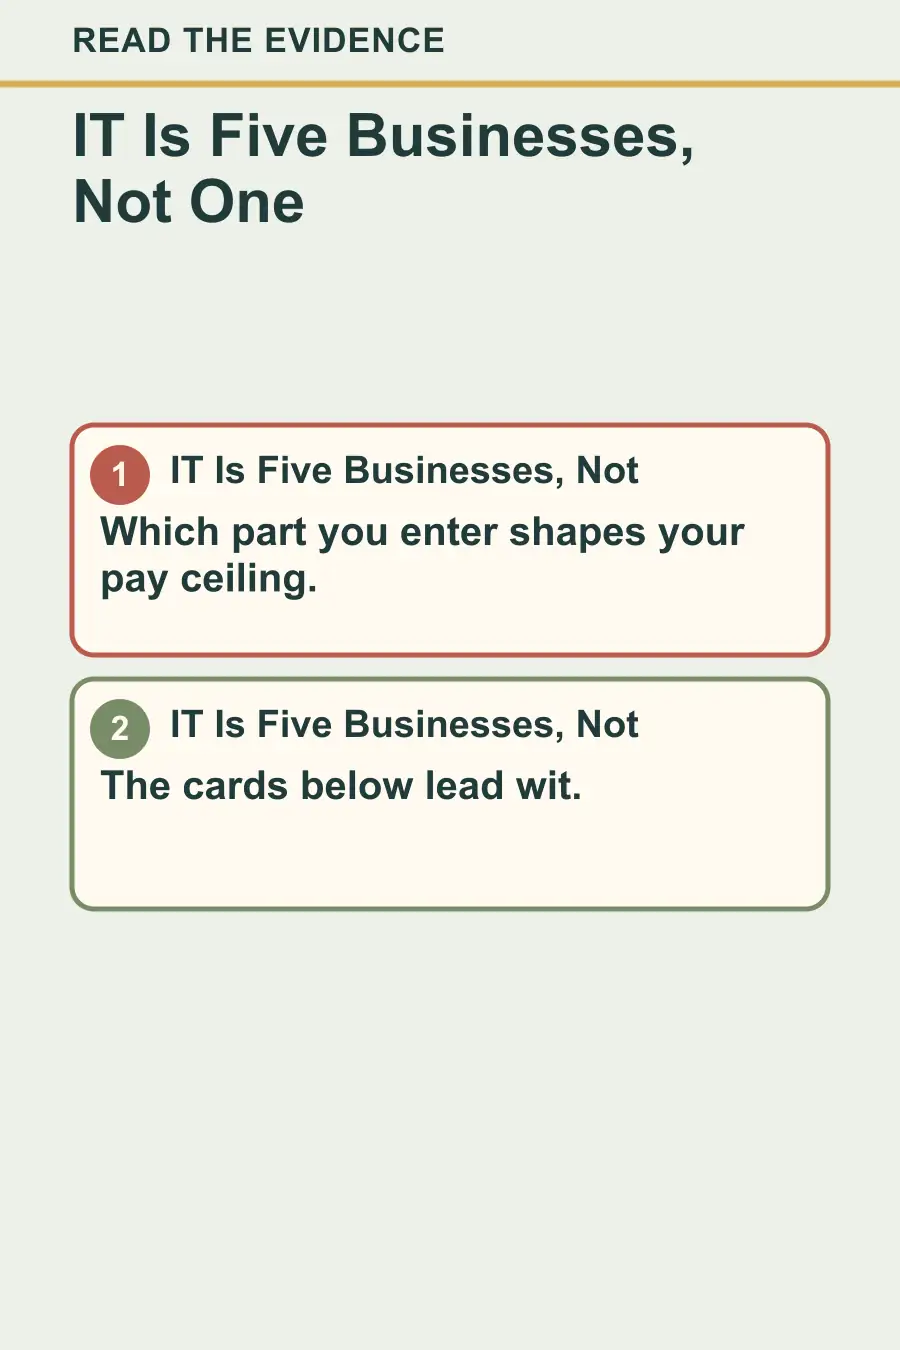 READ THE EVIDENCE
IT Is Five Businesses,
Not One
1 IT Is Five Businesses, Not
Which part you enter shapes your
pay ceiling.
2 IT Is Five Businesses, Not
The cards below lead wit.